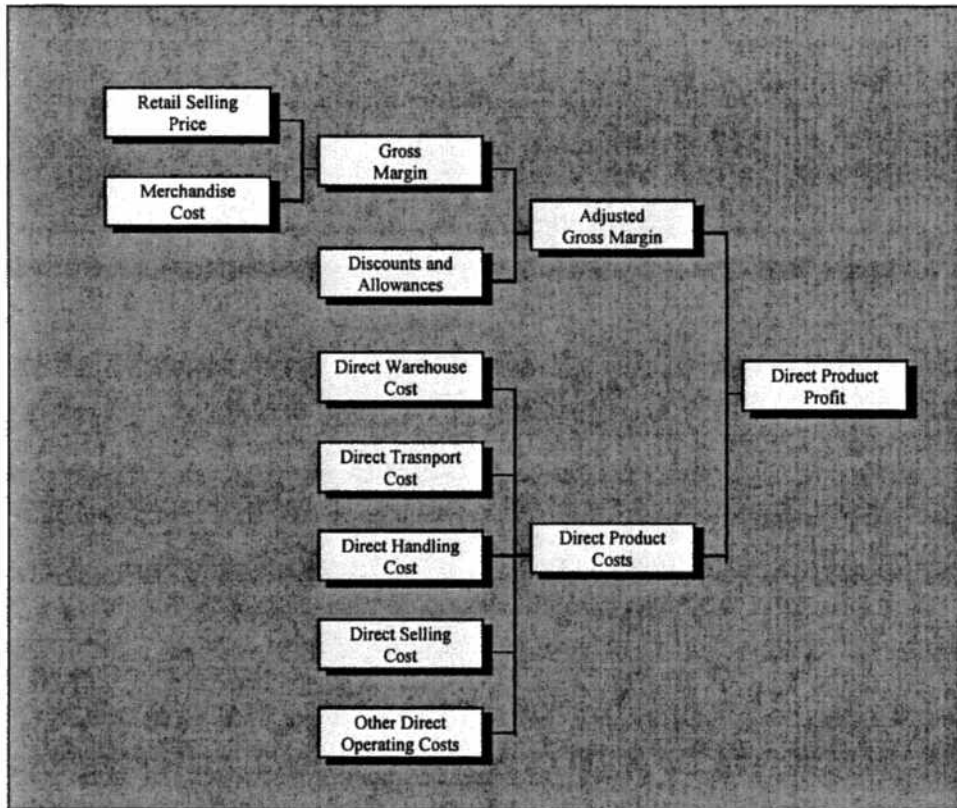 Retail Selling
Price
Merchandise
Cost
Gross
Margin
Discounts and
Allowances
Adjusted
Gross Margin
Direct Warehouse
Cost
Direct Trasnport
Cost
Direct Handling
Cost
Direct Selling
Cost
Other Direct
Operating Costs
Direct Product
Costs
Direct Product
Profit